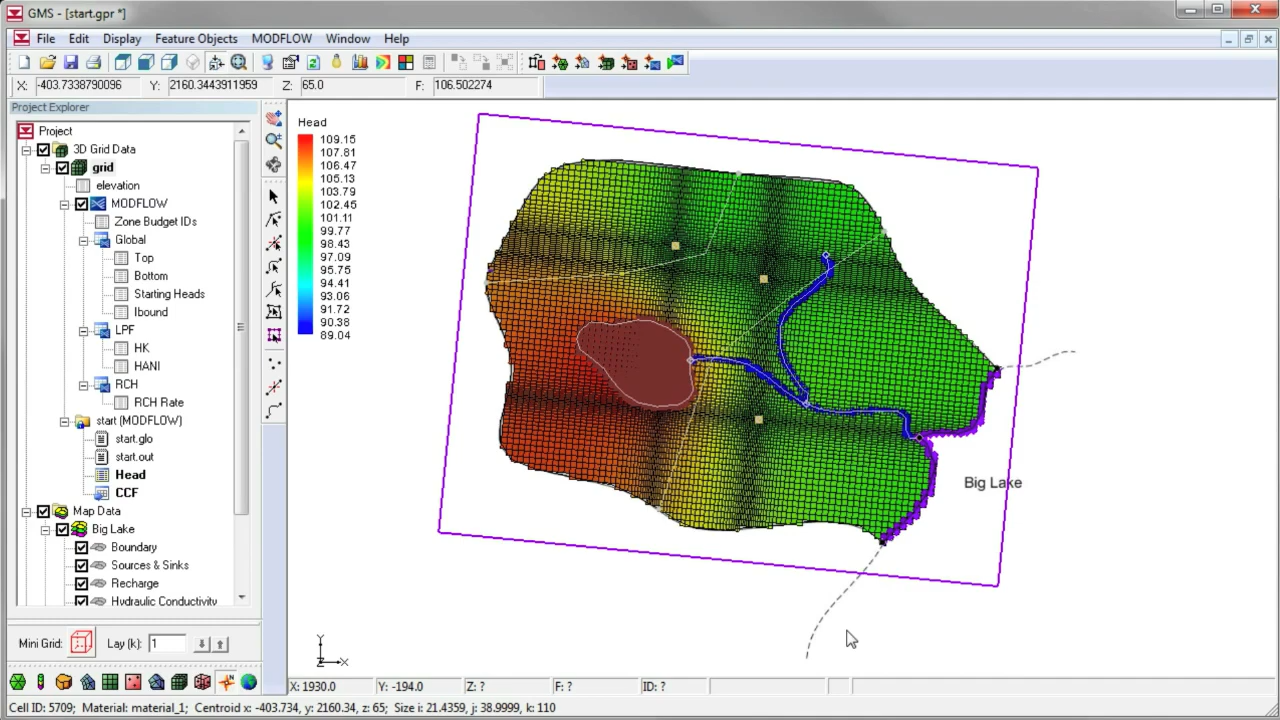 GMS - [start.gpr *]
File Edit Display Feature Objects MODFLOW Window Help
X: -403.7338790096 Y: 2160.3443911959 Z: 65.0 F: 106.502274
Project Explorer
Project
3D Grid Data
grid
elevation
MODFLOW
Zone Budget IDs
Global
Top
Bottom
Starting Heads
Ibound
LPF
HK
HANI
RCH
RCH Rate
start (MODFLOW)
start.glo
start.out
Head
CCF
Map Data
Big Lake
Boundary
Sources & Sinks
Recharge
Hydraulic Conductivity
Mini Grid: Lay (k): 1
Head
109.15
107.81
106.47
105.13
103.79
102.45
101.11
99.77
98.43
97.09
95.75
94.41
93.06
91.72
90.38
89.04
Big Lake
Y
Z X
X: 1930.0 Y: -194.0 Z: ? F: ? ID: ?
Cell ID: 5709; Material: material_1; Centroid x: -403.734, y: 2160.34, z: 65; Size i: 21.4359, j: 38.9999, k: 110